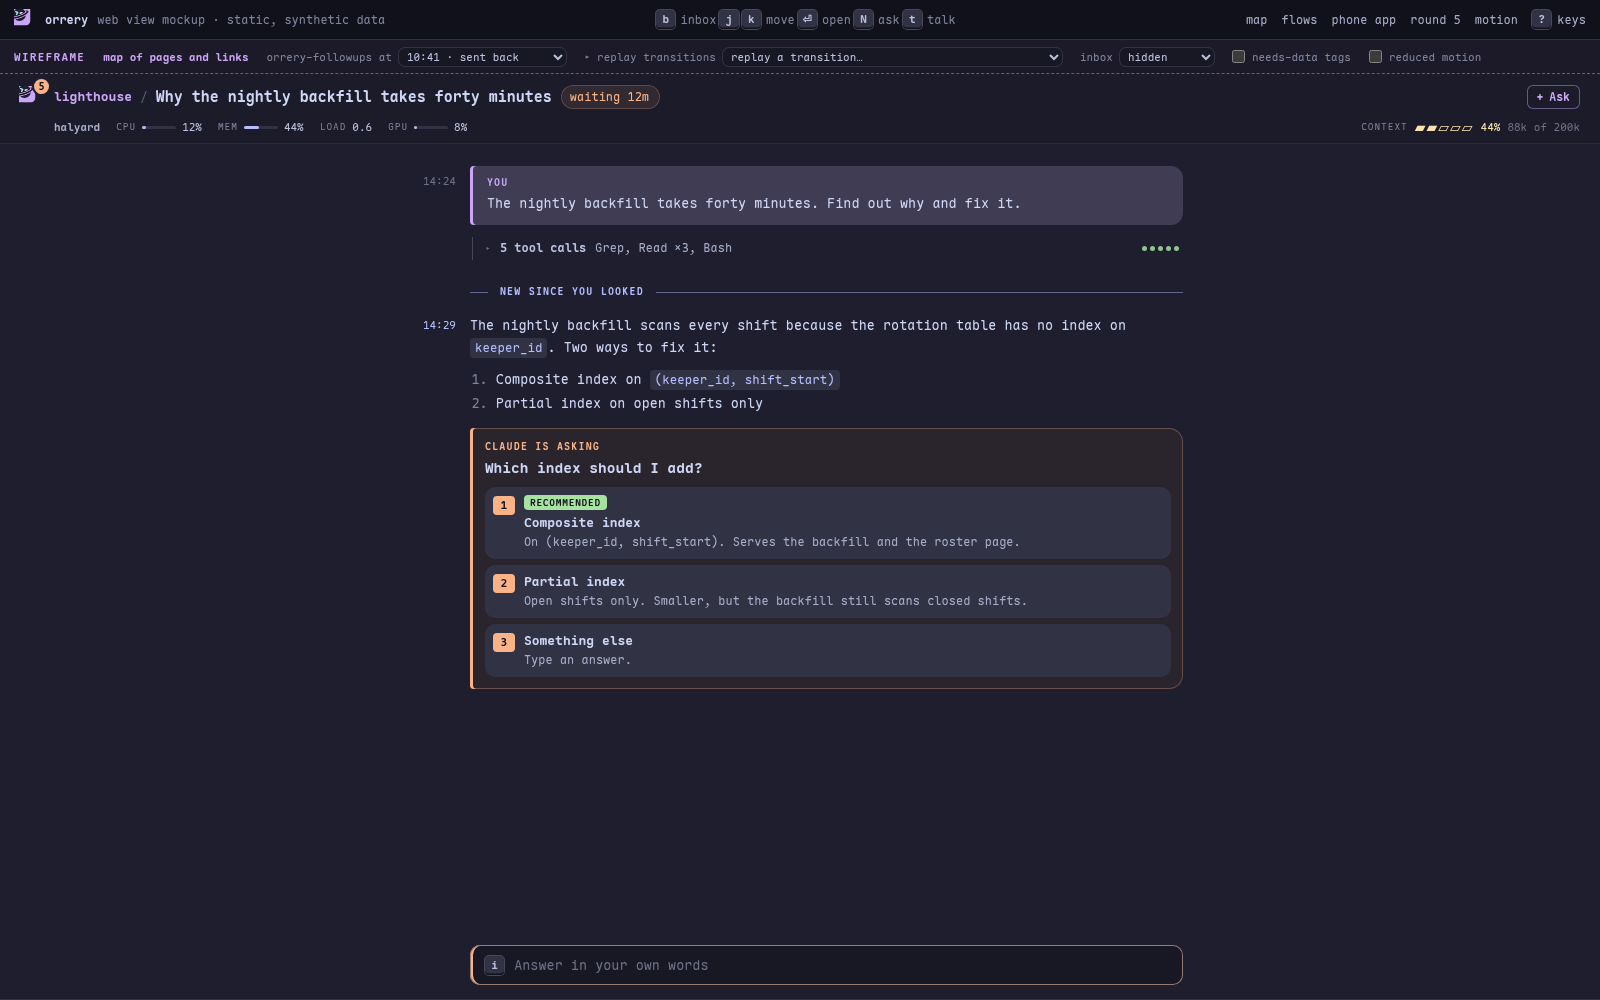 orrery web view mockup · static, synthetic data b inbox j k move ⏎ open N ask t talk map flows phone app round 5 motion ? keys
WIREFRAME map of pages and links orrery-followups at 10:41 · sent back ▸ replay transitions replay a transition… inbox hidden needs-data tags reduced motion
5 lighthouse / Why the nightly backfill takes forty minutes waiting 12m + Ask
halyard CPU 12% MEM 44% LOAD 0.6 GPU 8% CONTEXT ▰▰▱▱▱ 44% 88k of 200k
14:24 YOU
The nightly backfill takes forty minutes. Find out why and fix it.
▸ 5 tool calls Grep, Read ×3, Bash
NEW SINCE YOU LOOKED
14:29 The nightly backfill scans every shift because the rotation table has no index on
keeper_id. Two ways to fix it:
1. Composite index on (keeper_id, shift_start)
2. Partial index on open shifts only
CLAUDE IS ASKING
Which index should I add?
1 RECOMMENDED
Composite index
On (keeper_id, shift_start). Serves the backfill and the roster page.
2 Partial index
Open shifts only. Smaller, but the backfill still scans closed shifts.
3 Something else
Type an answer.
i Answer in your own words